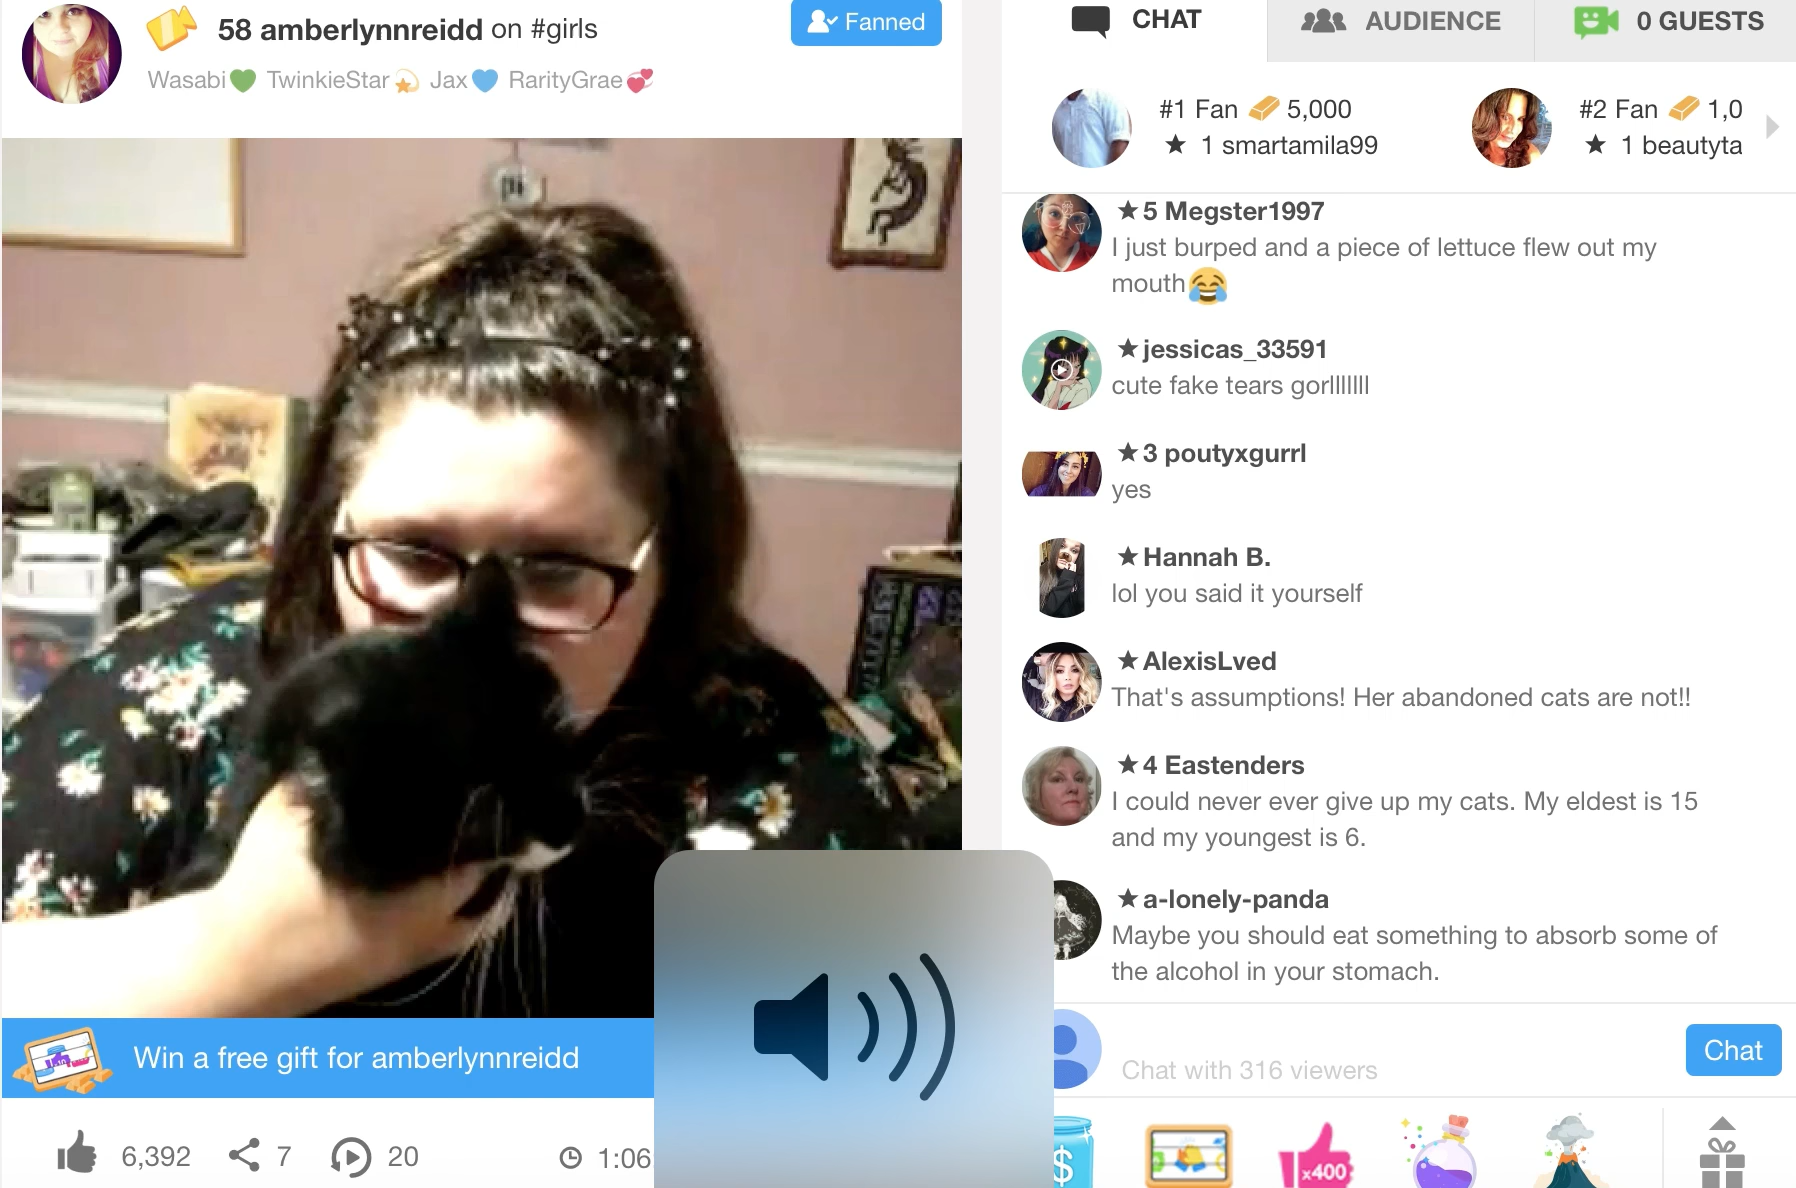 58 amberlynnreidd on #girls
Fanned
Wasabi💚 TwinkieStar💫 Jax💙 RarityGrae💞
CHAT
AUDIENCE
0 GUESTS
#1 Fan 5,000
★ 1 smartamila99
#2 Fan 1,0
★ 1 beautyta
★5 Megster1997
I just burped and a piece of lettuce flew out my
mouth😂
★jessicas_33591
cute fake tears gorlllllll
★3 poutyxgurrl
yes
★Hannah B.
lol you said it yourself
★AlexisLved
That's assumptions! Her abandoned cats are not!!
★4 Eastenders
I could never ever give up my cats. My eldest is 15
and my youngest is 6.
★a-lonely-panda
Maybe you should eat something to absorb some of
the alcohol in your stomach.
Win a free gift for amberlynnreidd
Chat with 316 viewers
Chat
6,392
7
20
1:06
$
x400